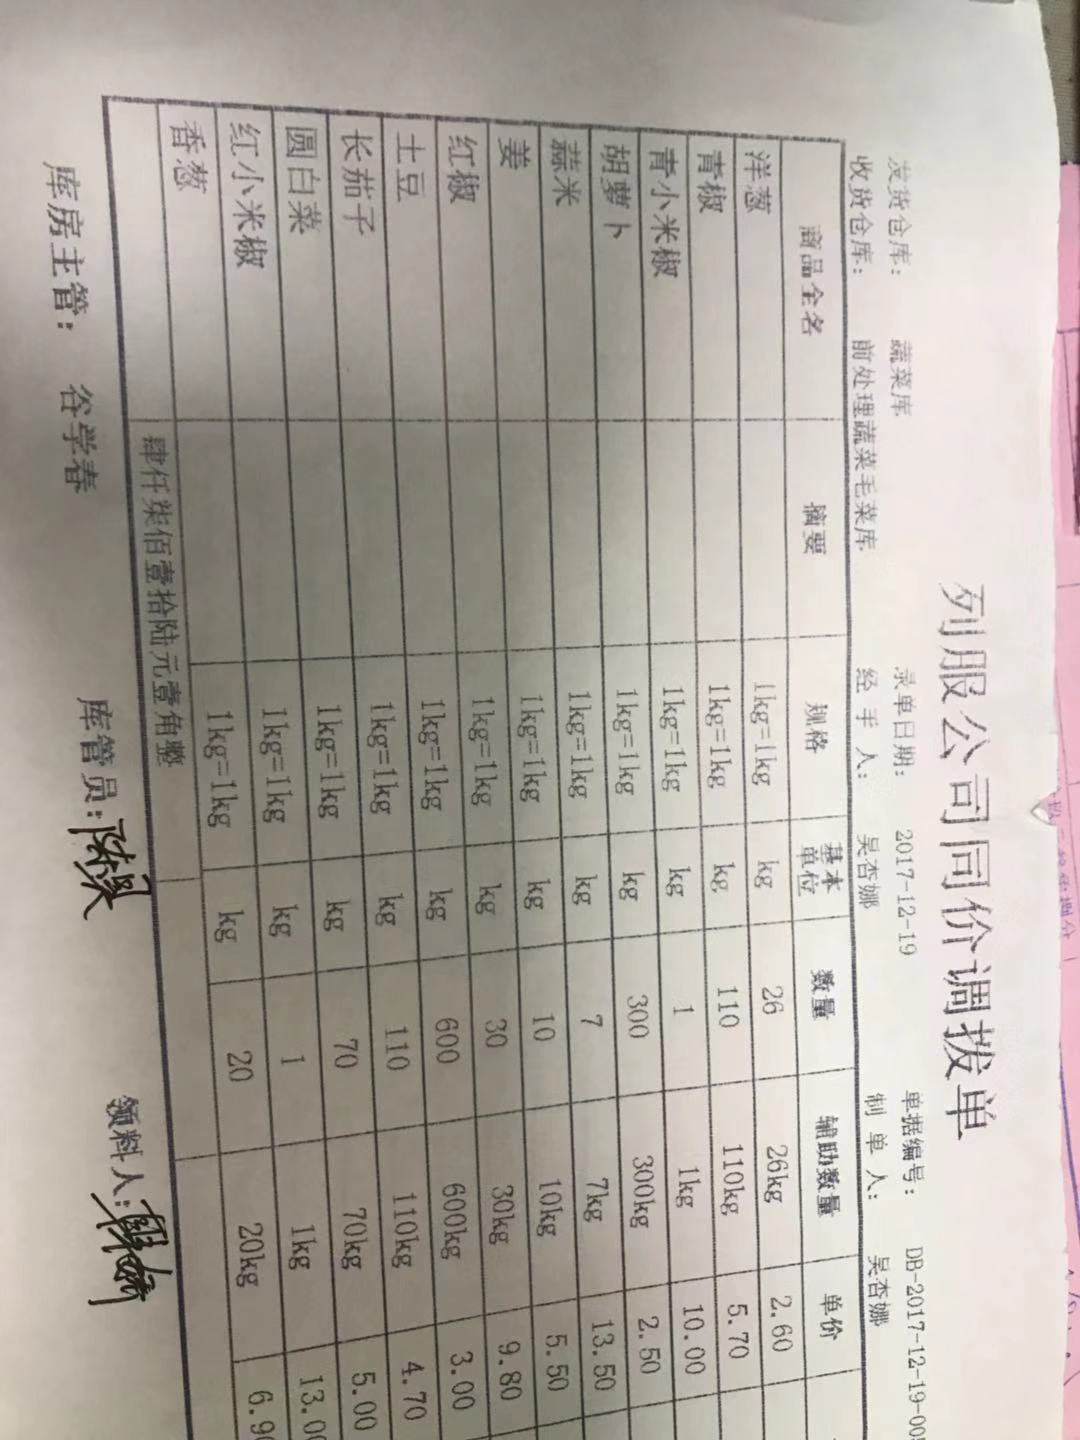 列服公司同价调拨单
发货仓库： 蔬菜库 录单日期： 2017-12-19 单据编号： DB-2017-12-19-005
收货仓库： 前处理蔬菜毛菜库 经 手 人： 吴杏娜 制 单 人： 吴杏娜
商品全名 摘要 规格 基本单位 数量 辅助数量 单价
洋葱 1kg=1kg kg 26 26kg 2.60
青椒 1kg=1kg kg 110 110kg 5.70
青小米椒 1kg=1kg kg 1 1kg 10.00
胡萝卜 1kg=1kg kg 300 300kg 2.50
蒜米 1kg=1kg kg 7 7kg 13.50
姜 1kg=1kg kg 10 10kg 5.50
红椒 1kg=1kg kg 30 30kg 9.80
土豆 1kg=1kg kg 600 600kg 3.00
长茄子 1kg=1kg kg 110 110kg 4.70
圆白菜 1kg=1kg kg 70 70kg 5.00
红小米椒 1kg=1kg kg 1 1kg 13.00
香葱 1kg=1kg kg 20 20kg 6.90
肆仟柒佰壹拾陆元壹角整
库房主管： 谷学春 库管员： 领料人：